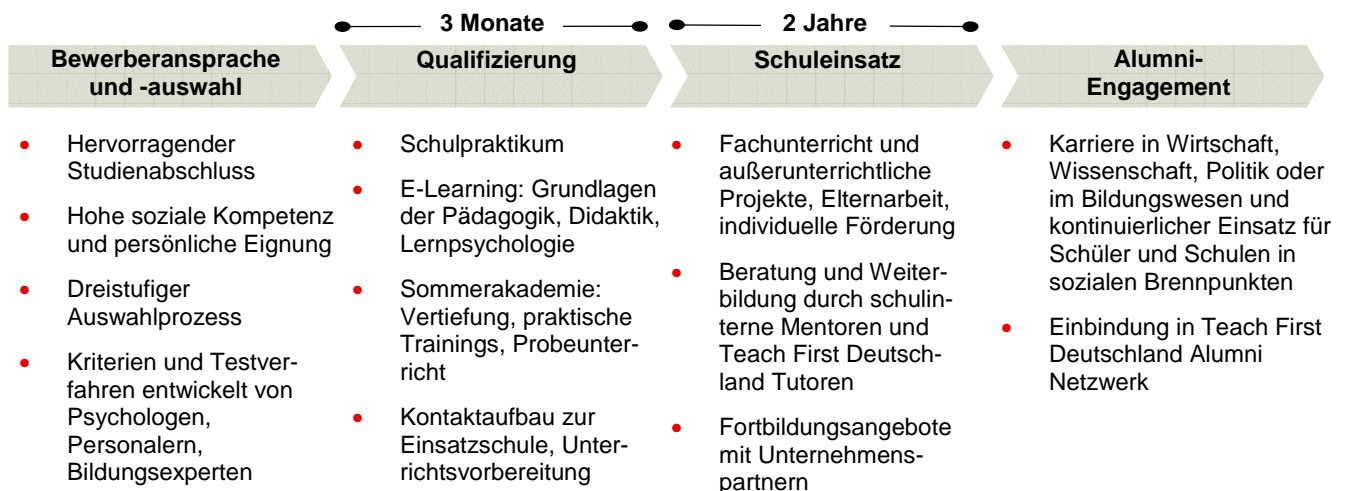 3 Monate
2 Jahre
Bewerberansprache
und -auswahl
Qualifizierung
Schuleinsatz
Alumni-
Engagement
• Hervorragender
Studienabschluss
• Hohe soziale Kompetenz
und persönliche Eignung
• Dreistufiger
Auswahlprozess
• Kriterien und Testver-
fahren entwickelt von
Psychologen,
Personalern,
Bildungsexperten
• Schulpraktikum
• E-Learning: Grundlagen
der Pädagogik, Didaktik,
Lernpsychologie
• Sommerakademie:
Vertiefung, praktische
Trainings, Probeunter-
richt
• Kontaktaufbau zur
Einsatzschule, Unter-
richtsvorbereitung
• Fachunterricht und
außerunterrichtliche
Projekte, Elternarbeit,
individuelle Förderung
• Beratung und Weiter-
bildung durch schulin-
terne Mentoren und
Teach First Deutsch-
land Tutoren
• Fortbildungsangebote
mit Unternehmens-
partnern
• Karriere in Wirtschaft,
Wissenschaft, Politik oder
im Bildungswesen und
kontinuierlicher Einsatz für
Schüler und Schulen in
sozialen Brennpunkten
• Einbindung in Teach First
Deutschland Alumni
Netzwerk